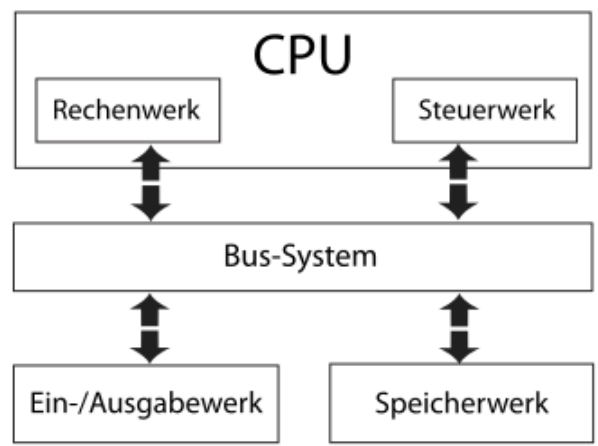 CPU
Rechenwerk
Steuerwerk
Bus-System
Ein-/Ausgabewerk
Speicherwerk